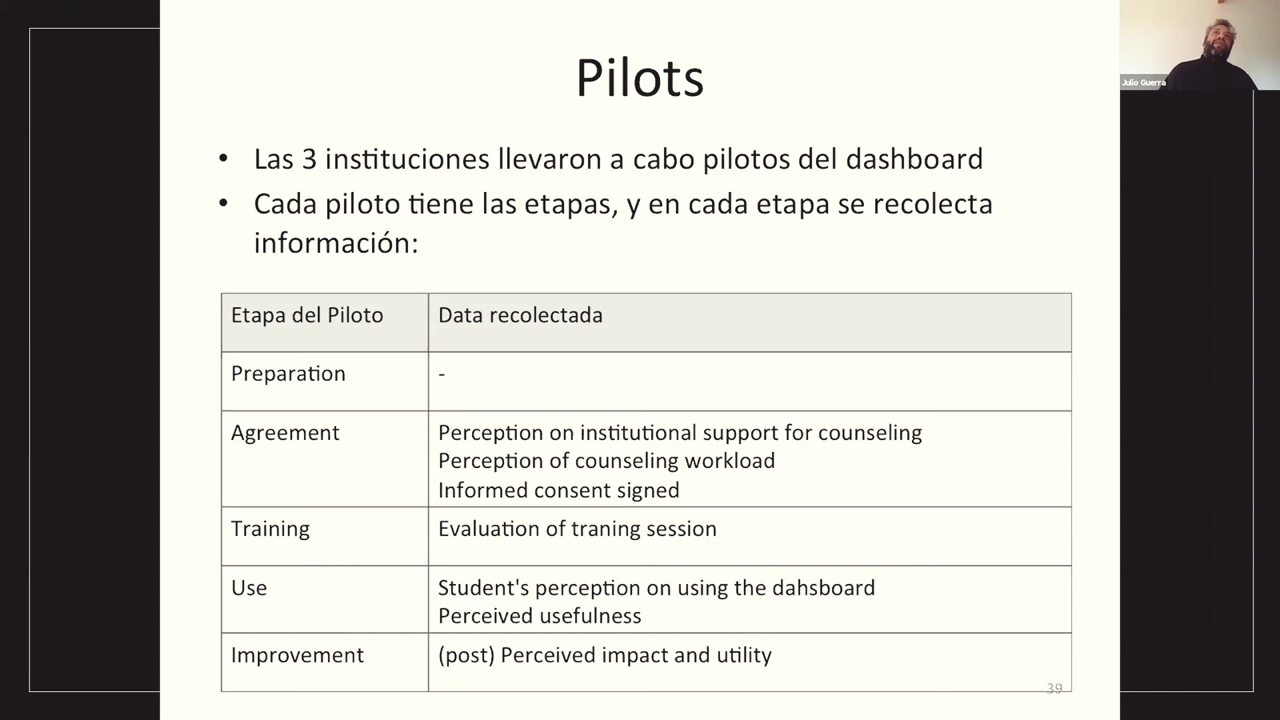 Pilots
Julio Guerra
• Las 3 instituciones llevaron a cabo pilotos del dashboard
• Cada piloto tiene las etapas, y en cada etapa se recolecta
información:
Etapa del Piloto
Data recolectada
Preparation
-
Agreement
Perception on institutional support for counseling
Perception of counseling workload
Informed consent signed
Training
Evaluation of traning session
Use
Student's perception on using the dahsboard
Perceived usefulness
Improvement
(post) Perceived impact and utility
39